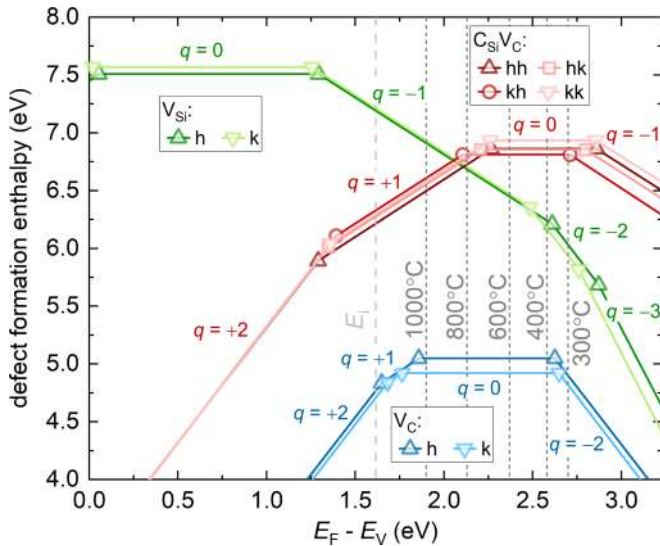 8.0
7.5
7.0
6.5
6.0
5.5
5.0
4.5
4.0
defect formation enthalpy (eV)
q = 0
q = −1
V_Si:
h k
C_SiV_C:
hh hk
kh kk
q = 0
q = −1
q = +1
q = +2
q = −2
q = −3
E_i
1000°C
800°C
600°C
400°C
300°C
q = +1
q = 0
q = +2
q = −2
V_C:
h k
0.0 0.5 1.0 1.5 2.0 2.5 3.0
E_F - E_V (eV)